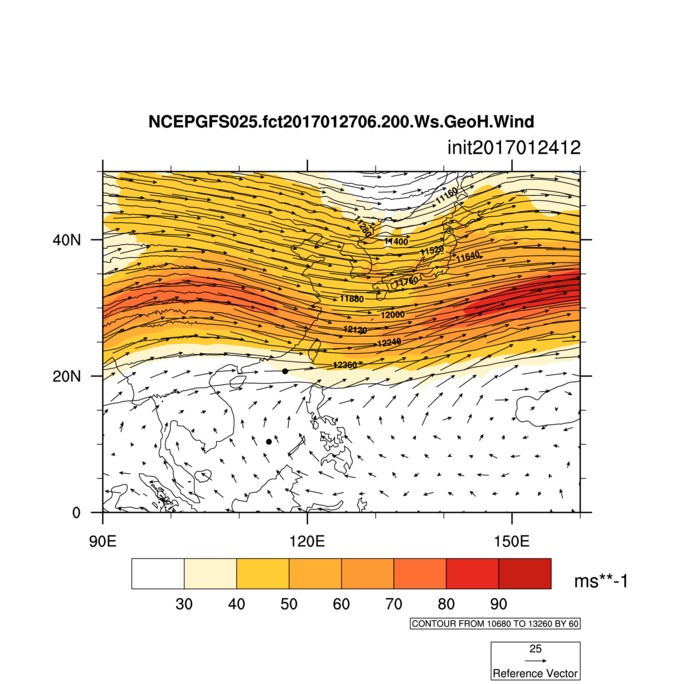 NCEPGFS025.fct2017012706.200.Ws.GeoH.Wind
init2017012412
11160
11280
11400
11520
11640
11760
11880
12000
12120
12240
12360
40N
20N
0
90E 120E 150E
30 40 50 60 70 80 90
ms**-1
CONTOUR FROM 10680 TO 13260 BY 60
25
Reference Vector